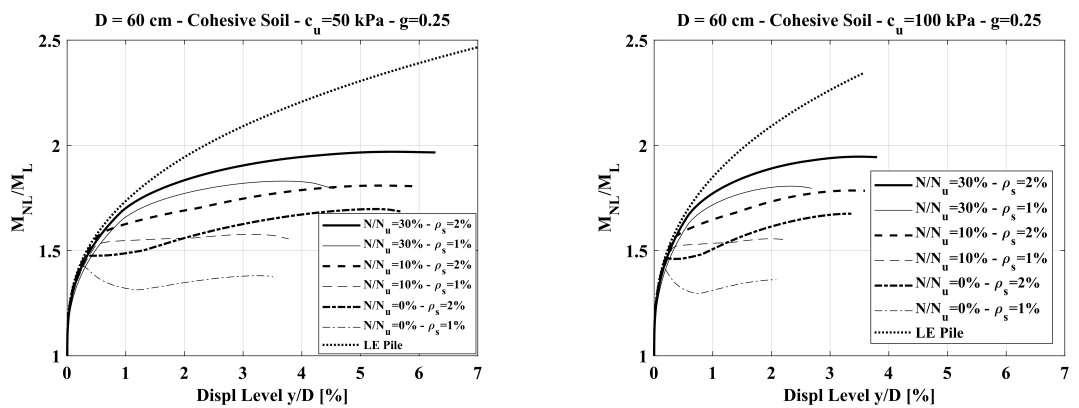 D = 60 cm - Cohesive Soil - c_u=50 kPa - g=0.25
M_NL/M_L
2.5
2
1.5
1
0 1 2 3 4 5 6 7
Displ Level y/D [%]
N/N_u=30% - ρ_s=2%
N/N_u=30% - ρ_s=1%
N/N_u=10% - ρ_s=2%
N/N_u=10% - ρ_s=1%
N/N_u=0% - ρ_s=2%
N/N_u=0% - ρ_s=1%
LE Pile
D = 60 cm - Cohesive Soil - c_u=100 kPa - g=0.25
M_NL/M_L
2.5
2
1.5
1
0 1 2 3 4 5 6 7
Displ Level y/D [%]
N/N_u=30% - ρ_s=2%
N/N_u=30% - ρ_s=1%
N/N_u=10% - ρ_s=2%
N/N_u=10% - ρ_s=1%
N/N_u=0% - ρ_s=2%
N/N_u=0% - ρ_s=1%
LE Pile